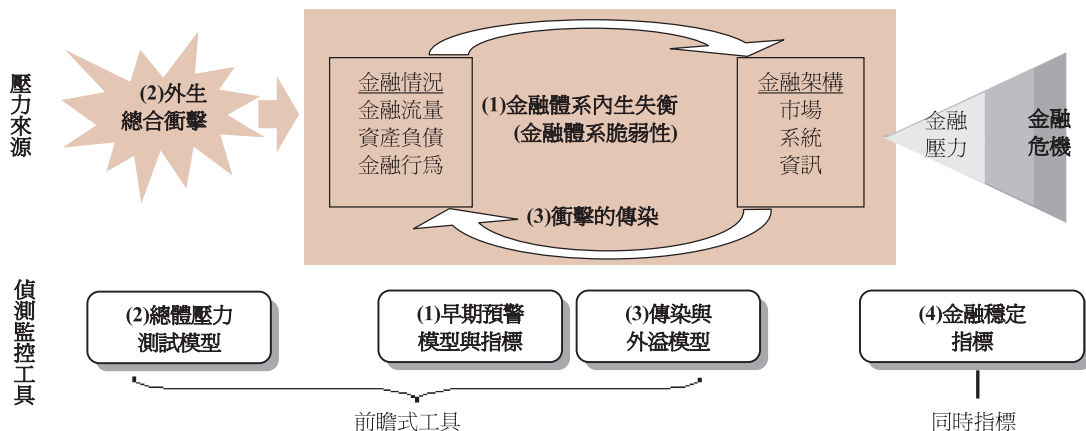 壓力來源
(2)外生
總合衝擊
金融情況
金融流量
資產負債
金融行爲
(1)金融體系內生失衡
(金融體系脆弱性)
(3)衝擊的傳染
金融架構
市場
系統
資訊
金融
壓力
金融
危機
偵測監控工具
(2)總體壓力
測試模型
(1)早期預警
模型與指標
(3)傳染與
外溢模型
(4)金融穩定
指標
前瞻式工具
同時指標